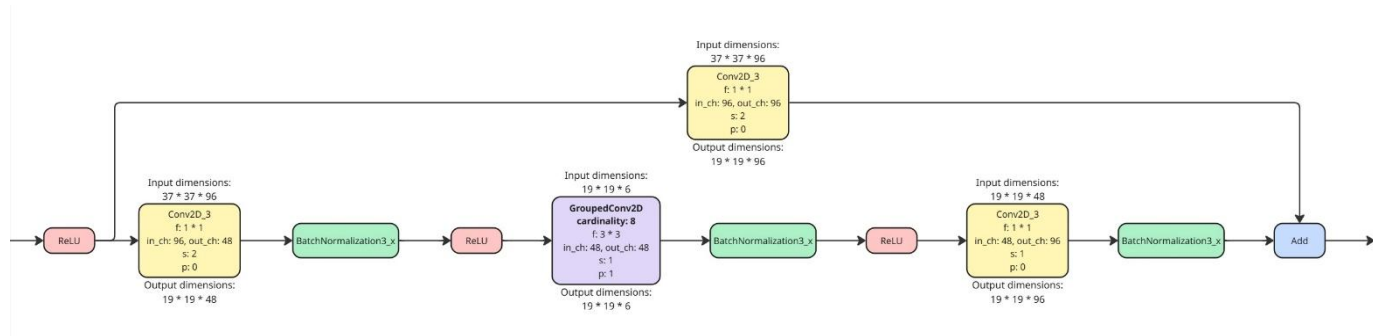 Input dimensions:
37 * 37 * 96
Conv2D_3
f: 1 * 1
in_ch: 96, out_ch: 96
s: 2
p: 0
Output dimensions:
19 * 19 * 96
ReLU
Input dimensions:
37 * 37 * 96
Conv2D_3
f: 1 * 1
in_ch: 96, out_ch: 48
s: 2
p: 0
Output dimensions:
19 * 19 * 48
BatchNormalization3_x
ReLU
Input dimensions:
19 * 19 * 6
GroupedConv2D
cardinality: 8
f: 3 * 3
in_ch: 48, out_ch: 48
s: 1
p: 1
Output dimensions:
19 * 19 * 6
BatchNormalization3_x
ReLU
Input dimensions:
19 * 19 * 48
Conv2D_3
f: 1 * 1
in_ch: 48, out_ch: 96
s: 1
p: 0
Output dimensions:
19 * 19 * 96
BatchNormalization3_x
Add